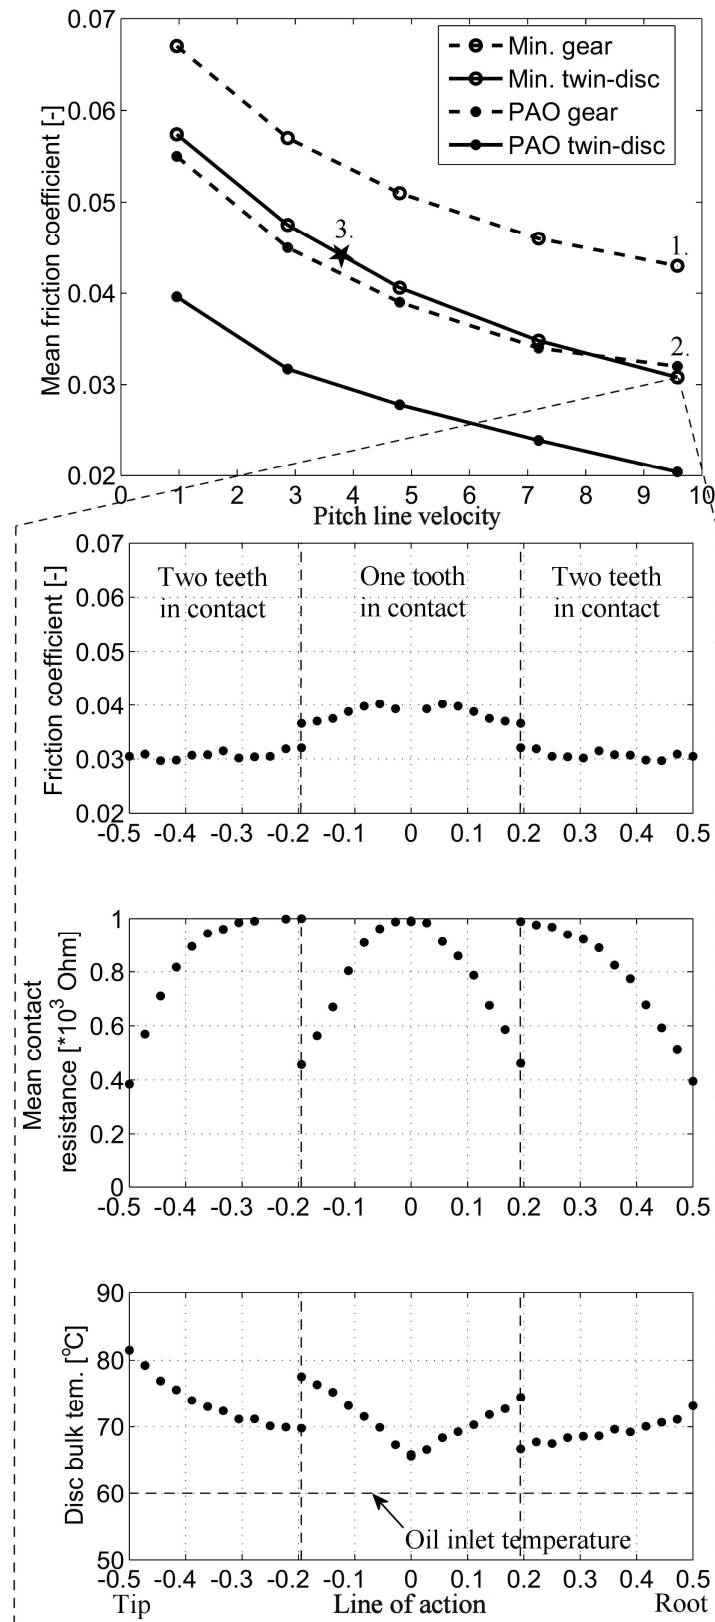 0.07
0.06
0.05
0.04
0.03
0.02
Mean friction coefficient [-]
Min. gear
Min. twin-disc
PAO gear
PAO twin-disc
3.
1.
2.
0 1 2 3 4 5 6 7 8 9 10
Pitch line velocity
0.07
0.06
0.05
0.04
0.03
0.02
Friction coefficient [-]
Two teeth
in contact
One tooth
in contact
Two teeth
in contact
-0.5 -0.4 -0.3 -0.2 -0.1 0 0.1 0.2 0.3 0.4 0.5
1
0.8
0.6
0.4
0.2
0
Mean contact
resistance [*10³ Ohm]
-0.5 -0.4 -0.3 -0.2 -0.1 0 0.1 0.2 0.3 0.4 0.5
90
80
70
60
50
Disc bulk tem. [°C]
Oil inlet temperature
-0.5 -0.4 -0.3 -0.2 -0.1 0 0.1 0.2 0.3 0.4 0.5
Tip Line of action Root